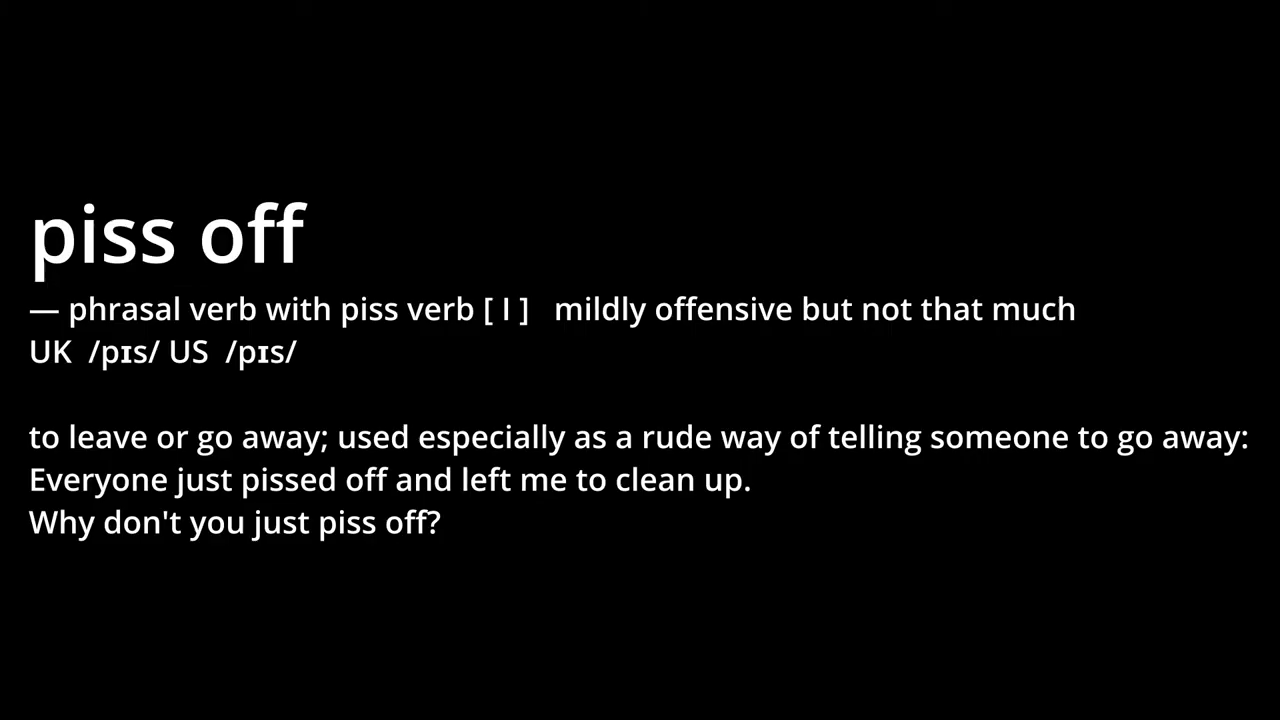 piss off
— phrasal verb with piss verb [ I ]   mildly offensive but not that much
UK  /pɪs/ US  /pɪs/
to leave or go away; used especially as a rude way of telling someone to go away:
Everyone just pissed off and left me to clean up.
Why don't you just piss off?